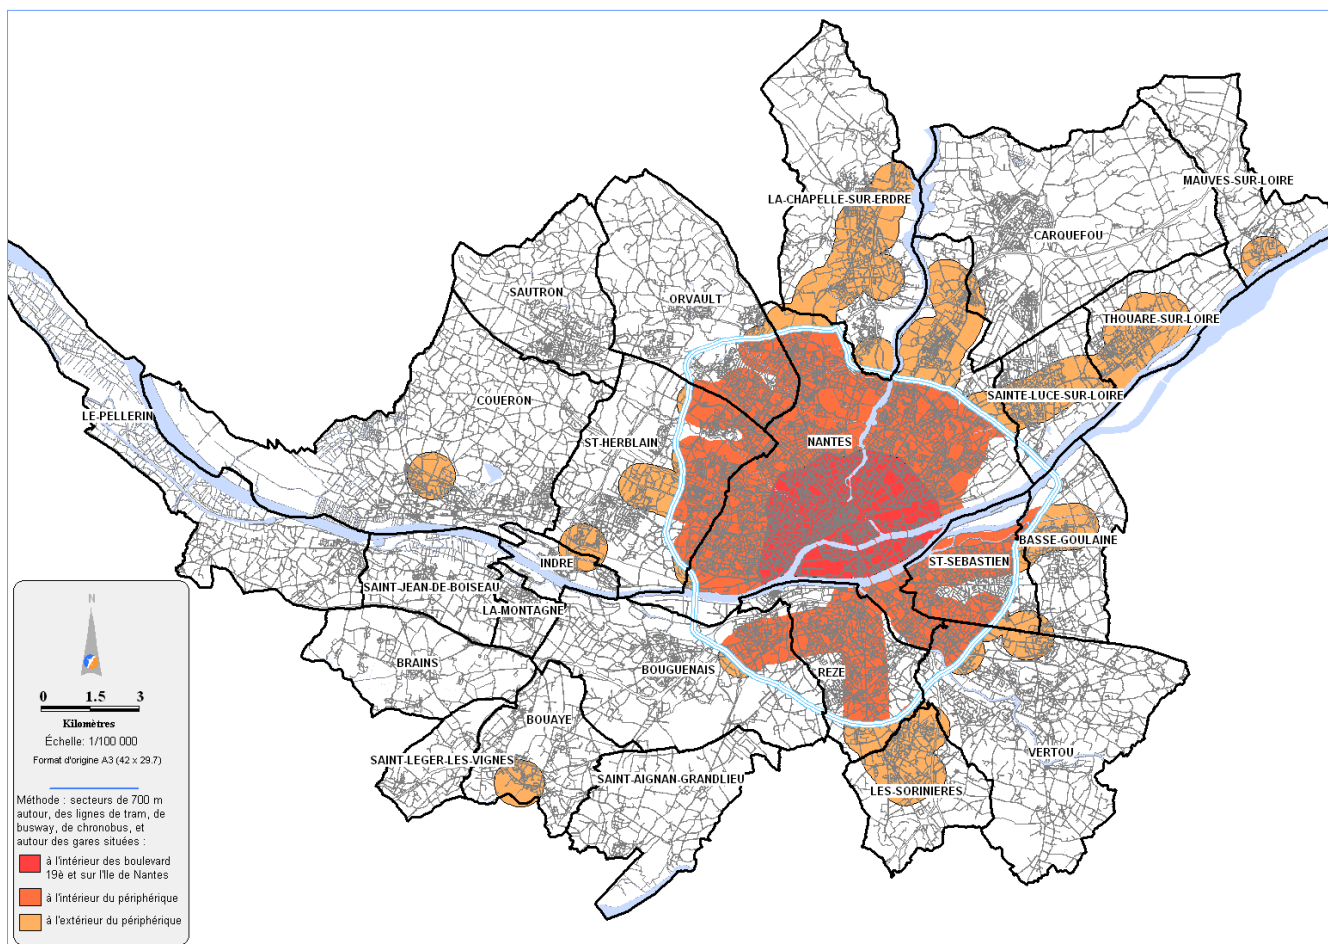 MAUVES-SUR-LOIRE
LA-CHAPELLE-SUR-ERDRE
CARQUEFOU
SAUTRON
ORVAULT
THOUARE-SUR-LOIRE
SAINTE-LUCE-SUR-LOIRE
COUERON
LE-PELLERIN
ST-HERBLAIN
NANTES
BASSE-GOULAINE
INDRE
ST-SEBASTIEN
SAINT-JEAN-DE-BOISEAU
LA-MONTAGNE
BRAINS
BOUGUENAIS
REZE
BOUAYE
VERTOU
SAINT-LEGER-LES-VIGNES
SAINT-AIGNAN-GRANDLIEU
LES-SORINIERES
N
0 1.5 3
Kilomètres
Échelle: 1/100 000
Format d'origine A3 (42 x 29.7)
Méthode : secteurs de 700 m
autour, des lignes de tram, de
busway, de chronobus, et
autour des gares situées :
à l'intérieur des boulevard
19è et sur l'Ile de Nantes
à l'intérieur du périphérique
à l'extérieur du périphérique